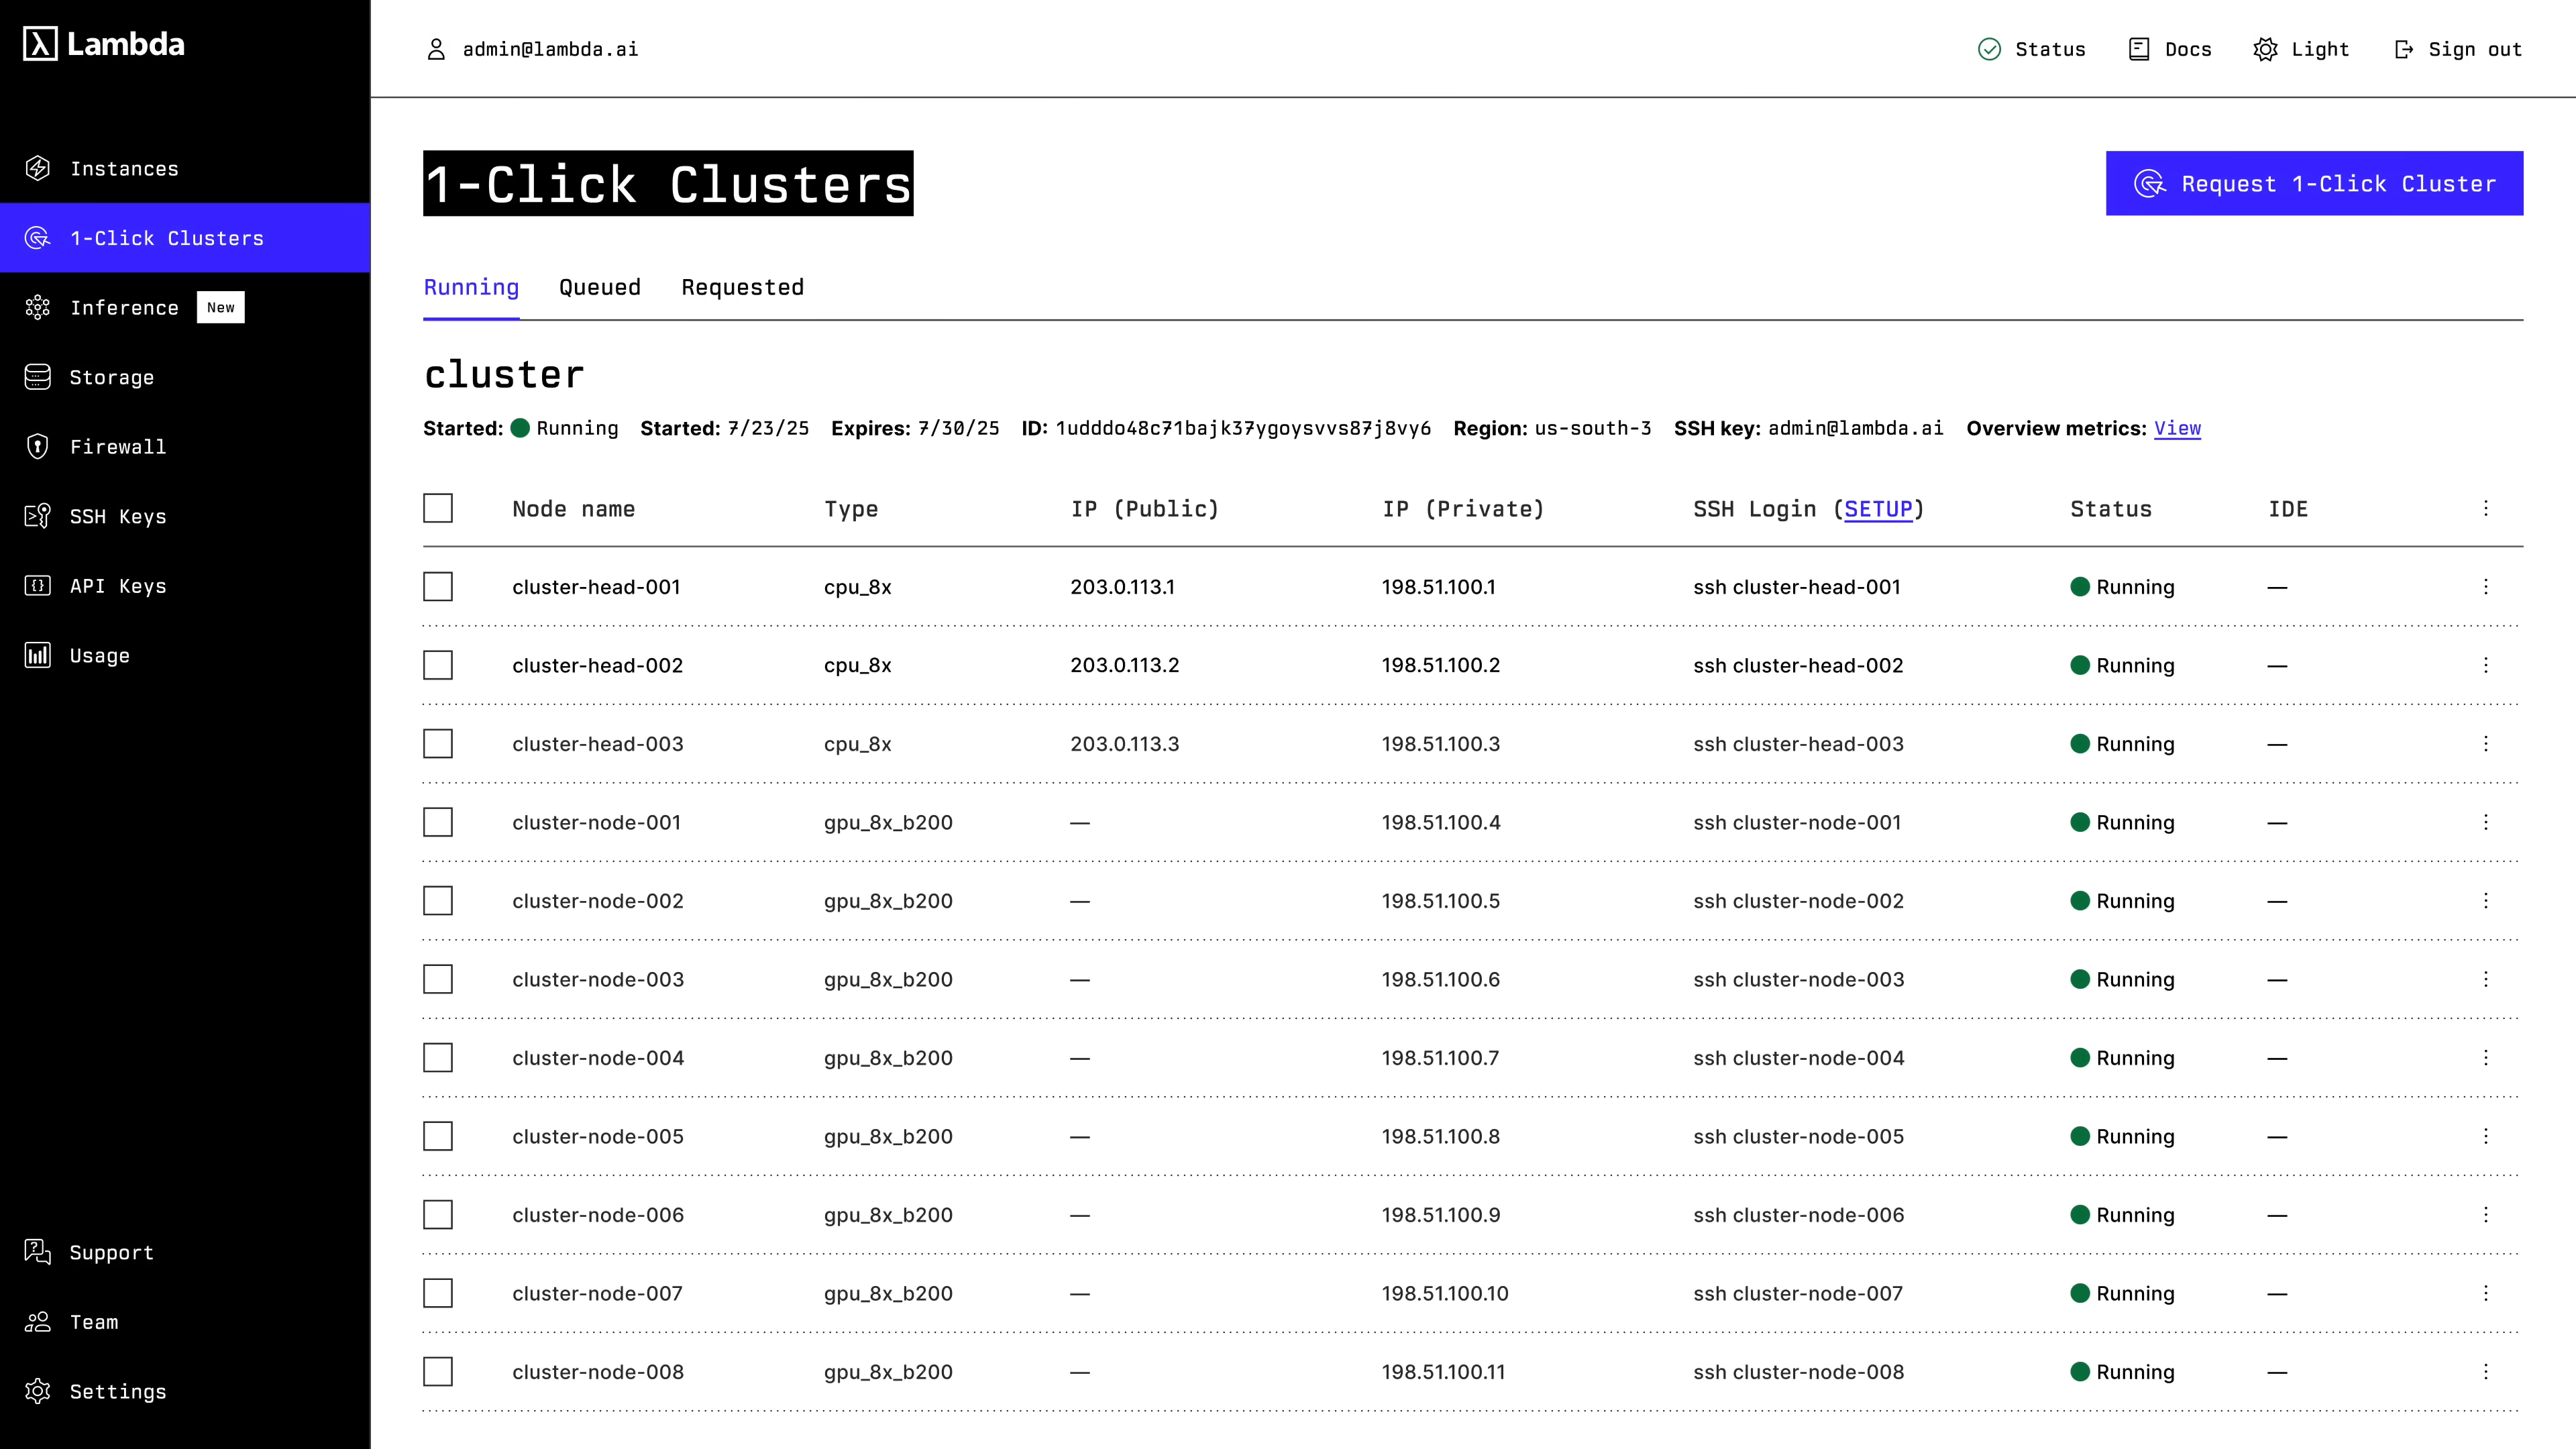 Lambda
admin@lambda.ai
Status
Docs
Light
Sign out
Instances
1-Click Clusters
Inference New
Storage
Firewall
SSH Keys
API Keys
Usage
Support
Team
Settings
1-Click Clusters
Request 1-Click Cluster
Running Queued Requested
cluster
Started: Running Started: 7/23/25 Expires: 7/30/25 ID: 1udddo48c71bajk37ygoysvvs87j8vy6 Region: us-south-3 SSH key: admin@lambda.ai Overview metrics: View
Node name Type IP (Public) IP (Private) SSH Login (SETUP) Status IDE
cluster-head-001 cpu_8x 203.0.113.1 198.51.100.1 ssh cluster-head-001 Running —
cluster-head-002 cpu_8x 203.0.113.2 198.51.100.2 ssh cluster-head-002 Running —
cluster-head-003 cpu_8x 203.0.113.3 198.51.100.3 ssh cluster-head-003 Running —
cluster-node-001 gpu_8x_b200 — 198.51.100.4 ssh cluster-node-001 Running —
cluster-node-002 gpu_8x_b200 — 198.51.100.5 ssh cluster-node-002 Running —
cluster-node-003 gpu_8x_b200 — 198.51.100.6 ssh cluster-node-003 Running —
cluster-node-004 gpu_8x_b200 — 198.51.100.7 ssh cluster-node-004 Running —
cluster-node-005 gpu_8x_b200 — 198.51.100.8 ssh cluster-node-005 Running —
cluster-node-006 gpu_8x_b200 — 198.51.100.9 ssh cluster-node-006 Running —
cluster-node-007 gpu_8x_b200 — 198.51.100.10 ssh cluster-node-007 Running —
cluster-node-008 gpu_8x_b200 — 198.51.100.11 ssh cluster-node-008 Running —